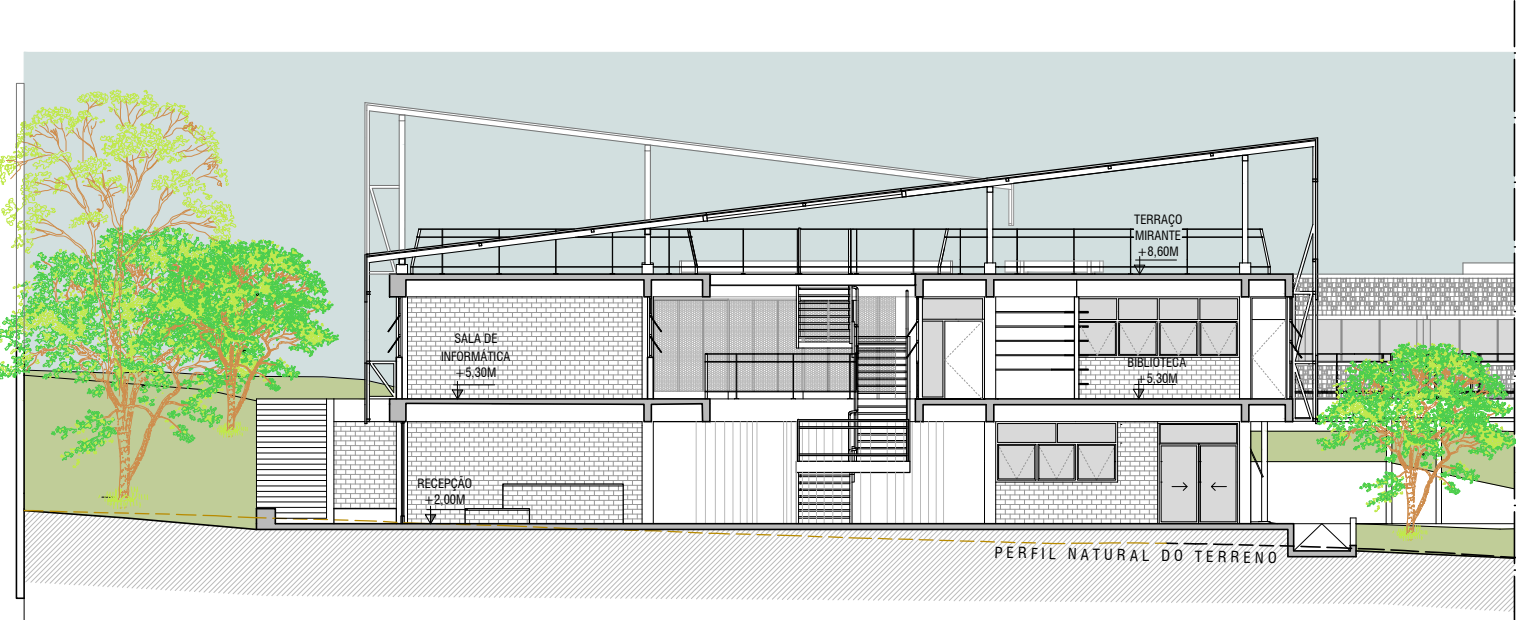 TERRAÇO
MIRANTE
+8,60M
SALA DE
INFORMÁTICA
+5,30M
BIBLIOTECA
+5,30M
RECEPÇÃO
+2,00M
PERFIL NATURAL DO TERRENO